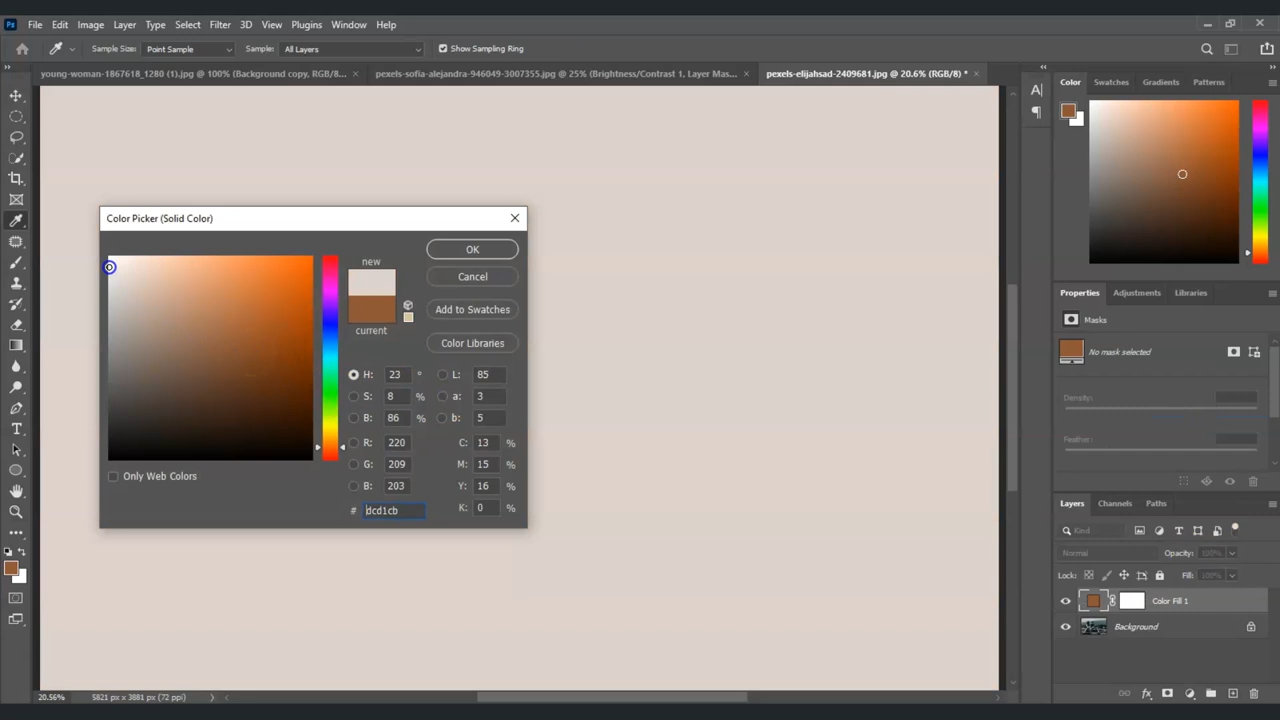 Ps File Edit Image Layer Type Select Filter 3D View Plugins Window Help
Sample Size: Point Sample Sample: All Layers Show Sampling Ring
young-woman-1867618_1280 (1).jpg @ 100% (Background copy, RGB/8... × pexels-sofia-alejandra-946049-3007355.jpg @ 25% (Brightness/Contrast 1, Layer Mas... × pexels-elijahsad-2409681.jpg @ 20.6% (RGB/8) * ×
Color Swatches Gradients Patterns
Color Picker (Solid Color)
new
current
OK
Cancel
Add to Swatches
Color Libraries
H: 23 ° L: 85
S: 8 % a: 3
B: 86 % b: 5
R: 220 C: 13 %
G: 209 M: 15 %
B: 203 Y: 16 %
# dcd1cb K: 0 %
Only Web Colors
Properties Adjustments Libraries
Masks
No mask selected
Density:
Feather:
Layers Channels Paths
Kind
Normal Opacity: 100%
Lock: Fill: 100%
Color Fill 1
Background
20.56% 5821 px x 3881 px (72 ppi)